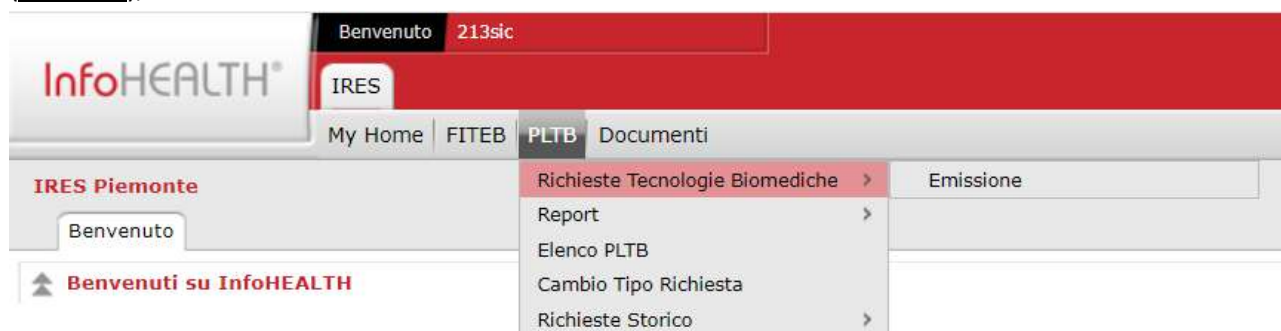 Benvenuto 213sic
InfoHEALTH®
IRES
My Home FITEB PLTB Documenti
IRES Piemonte
Richieste Tecnologie Biomediche > Emissione
Report >
Benvenuto
Elenco PLTB
Benvenuti su InfoHEALTH
Cambio Tipo Richiesta
Richieste Storico >